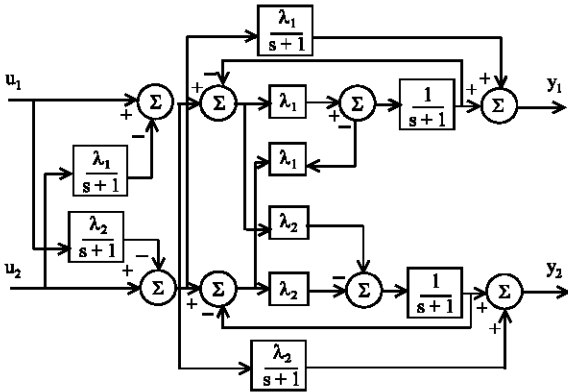 λ₁
s + 1
− + +
u₁ y₁
+ Σ + Σ λ₁ + Σ 1 + Σ
s + 1
− −
λ₁
s + 1
λ₁
λ₂
s + 1
λ₂
− −
u₂ + y₂
Σ + Σ λ₂ − Σ 1 + Σ
s + 1
− +
λ₂
s + 1